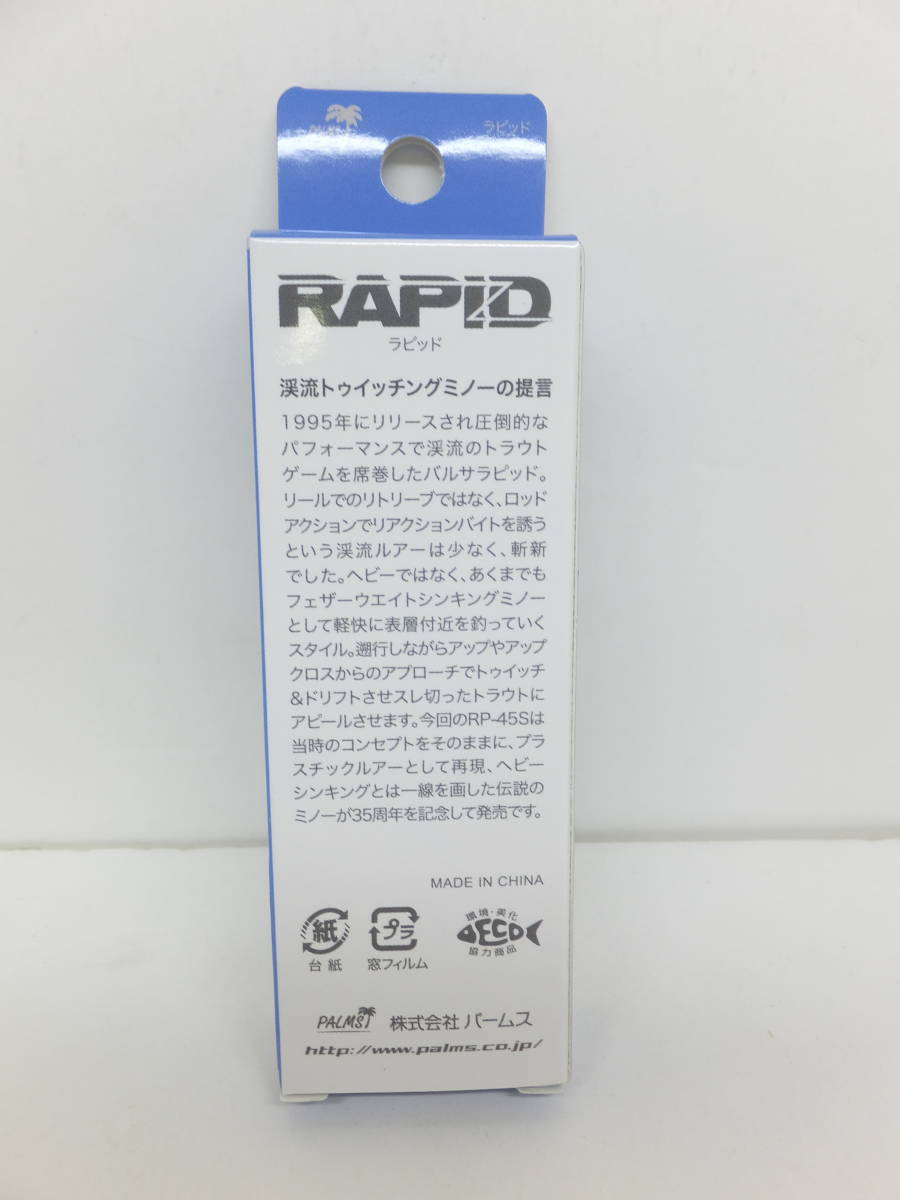 PALMS
ラピッド
RAPID
ラピッド
渓流トゥイッチングミノーの提言
1995年にリリースされ圧倒的な
パフォーマンスで渓流のトラウト
ゲームを席巻したバルサラピッド。
リールでのリトリーブではなく、ロッド
アクションでリアクションバイトを誘う
という渓流ルアーは少なく、斬新
でした。ヘビーではなく、あくまでも
フェザーウエイトシンキングミノー
として軽快に表層付近を釣っていく
スタイル。遡行しながらアップやアップ
クロスからのアプローチでトゥイッチ
&ドリフトさせスレ切ったトラウトに
アピールさせます。今回のRP-45Sは
当時のコンセプトをそのままに、プラ
スチックルアーとして再現、ヘビー
シンキングとは一線を画した伝説の
ミノーが35周年を記念して発売です。
MADE IN CHINA
紙
台紙
プラ
窓フィルム
環境・美化
ECO
協力商品
PALMS 株式会社 パームス
http://www.palms.co.jp/